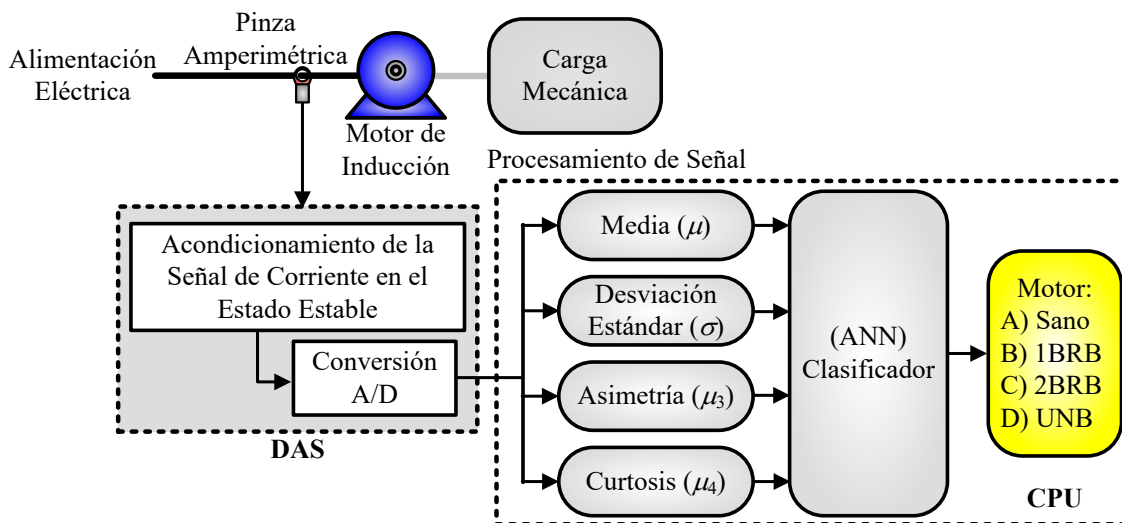 Pinza
Amperimétrica
Alimentación
Eléctrica
Carga
Mecánica
Motor de
Inducción
Procesamiento de Señal
Acondicionamiento de la
Señal de Corriente en el
Estado Estable
Conversión
A/D
DAS
Media (μ)
Desviación
Estándar (σ)
Asimetría (μ₃)
Curtosis (μ₄)
(ANN)
Clasificador
Motor:
A) Sano
B) 1BRB
C) 2BRB
D) UNB
CPU